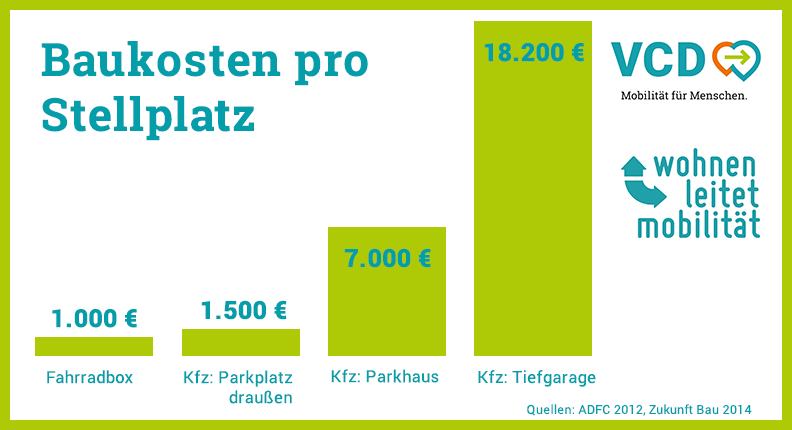 Baukosten pro
Stellplatz
18.200 €
VCD
Mobilität für Menschen.
wohnen
leitet
mobilität
7.000 €
1.000 €
1.500 €
Fahrradbox
Kfz: Parkplatz
draußen
Kfz: Parkhaus
Kfz: Tiefgarage
Quellen: ADFC 2012, Zukunft Bau 2014